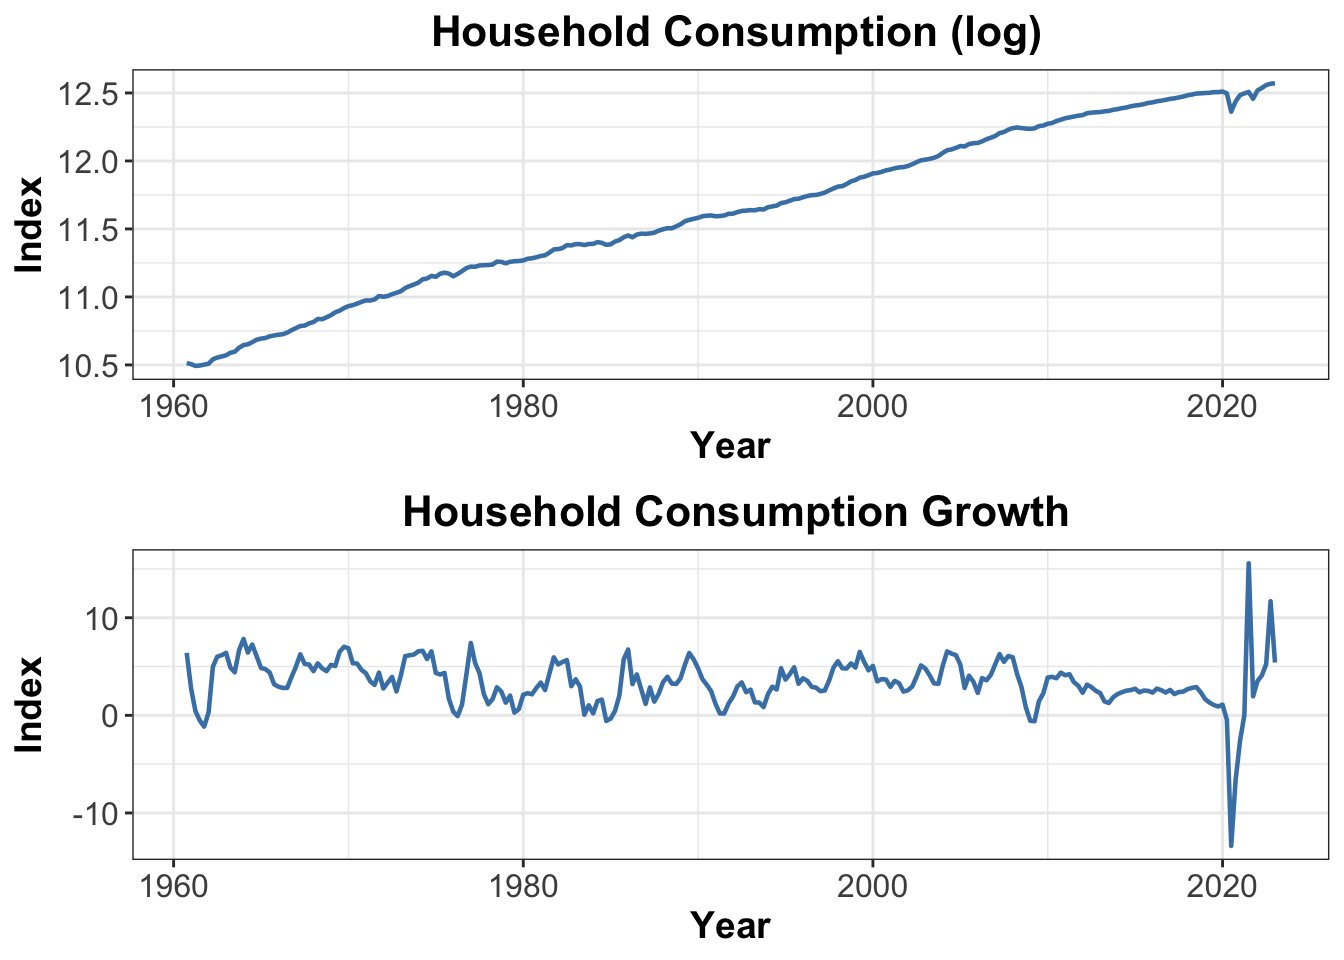 Household Consumption (log)
Index
12.5
12.0
11.5
11.0
10.5
1960 1980 2000 2020
Year
Household Consumption Growth
Index
10
0
-10
1960 1980 2000 2020
Year